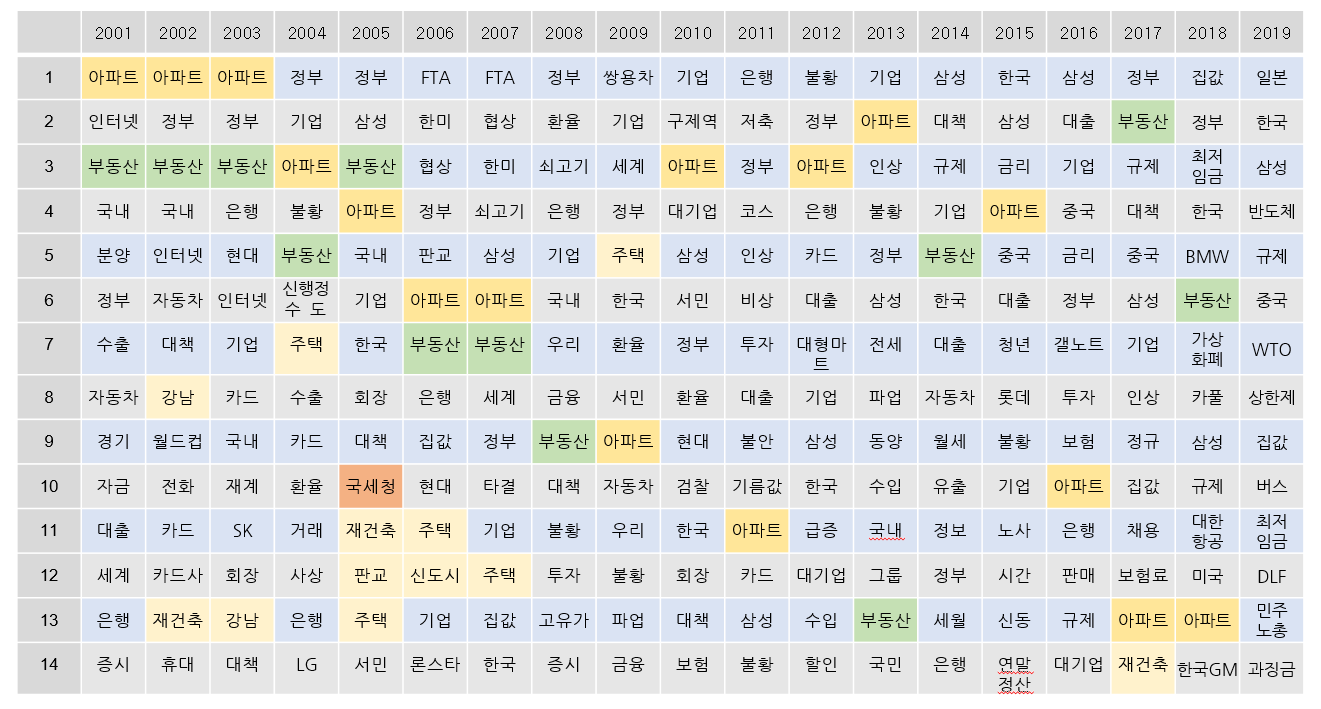 2001 2002 2003 2004 2005 2006 2007 2008 2009 2010 2011 2012 2013 2014 2015 2016 2017 2018 2019
1 아파트 아파트 아파트 정부 정부 FTA FTA 정부 쌍용차 기업 은행 불황 기업 삼성 한국 삼성 정부 집값 일본
2 인터넷 정부 정부 기업 삼성 한미 협상 환율 기업 구제역 저축 정부 아파트 대책 삼성 대출 부동산 정부 한국
3 부동산 부동산 부동산 아파트 부동산 협상 한미 쇠고기 세계 아파트 정부 아파트 인상 규제 금리 기업 규제 최저 임금 삼성
4 국내 국내 은행 불황 아파트 정부 쇠고기 은행 정부 대기업 코스 은행 불황 기업 아파트 중국 대책 한국 반도체
5 분양 인터넷 현대 부동산 국내 판교 삼성 기업 주택 삼성 인상 카드 정부 부동산 중국 금리 중국 BMW 규제
6 정부 자동차 인터넷 신행정 수 도 기업 아파트 아파트 국내 한국 서민 비상 대출 삼성 한국 대출 정부 삼성 부동산 중국
7 수출 대책 기업 주택 한국 부동산 부동산 우리 환율 정부 투자 대형마 트 전세 대출 청년 갤노트 기업 가상 화폐 WTO
8 자동차 강남 카드 수출 회장 은행 세계 금융 서민 환율 대출 기업 파업 자동차 롯데 투자 인상 카풀 상한제
9 경기 월드컵 국내 카드 대책 집값 정부 부동산 아파트 현대 불안 삼성 동양 월세 불황 보험 정규 삼성 집값
10 자금 전화 재계 환율 국세청 현대 타결 대책 자동차 검찰 기름값 한국 수입 유출 기업 아파트 집값 규제 버스
11 대출 카드 SK 거래 재건축 주택 기업 불황 우리 한국 아파트 급증 국내 정보 노사 은행 채용 대한 항공 최저 임금
12 세계 카드사 회장 사상 판교 신도시 주택 투자 불황 회장 카드 대기업 그룹 정부 시간 판매 보험료 미국 DLF
13 은행 재건축 강남 은행 주택 기업 집값 고유가 파업 대책 삼성 수입 부동산 세월 신동 규제 아파트 아파트 민주 노총
14 증시 휴대 대책 LG 서민 론스타 한국 증시 금융 보험 불황 할인 국민 은행 연말 정산 대기업 재건축 한국GM 과징금